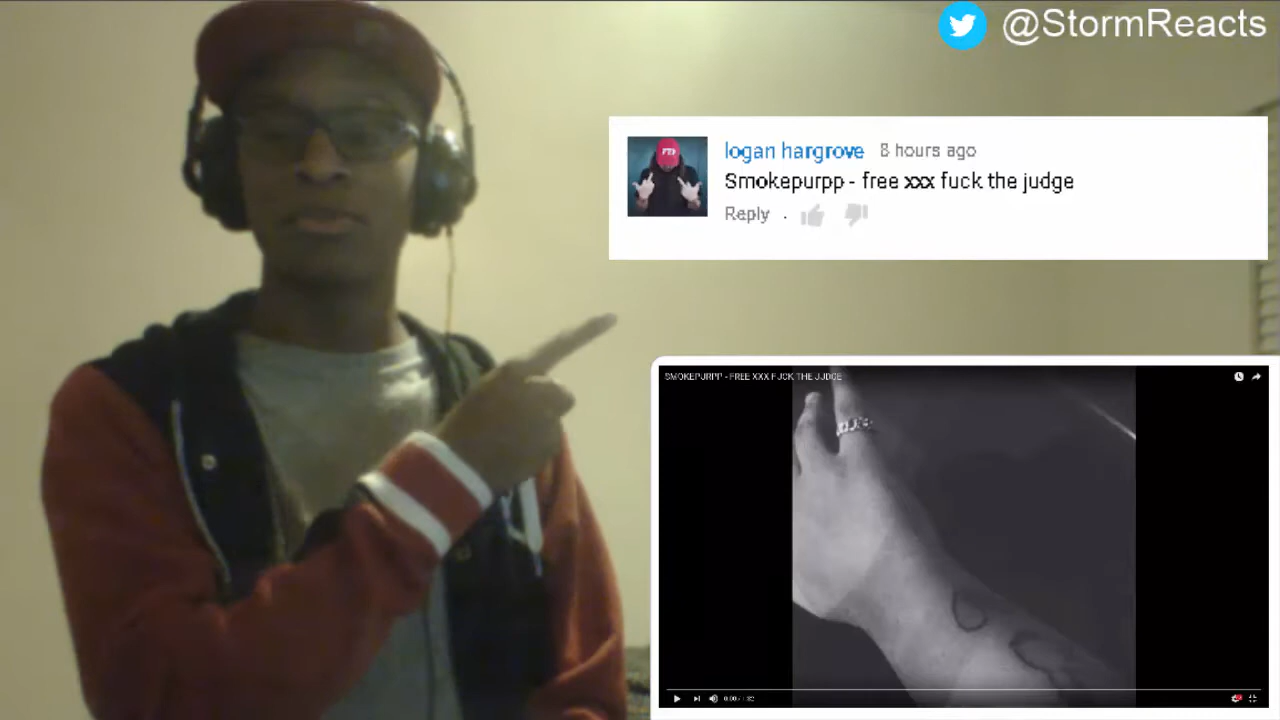 @StormReacts
logan hargrove 8 hours ago
Smokepurpp - free xxx fuck the judge
Reply .
SMOKEPURPP - FREE XXX FUCK THE JUDGE